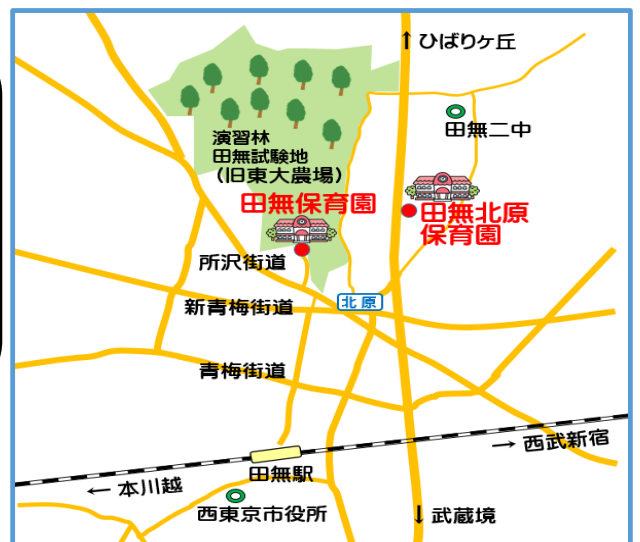 ↑ひばりヶ丘
田無二中
演習林
田無試験地
(旧東大農場)
田無保育園
田無北原
保育園
所沢街道
北原
新青梅街道
青梅街道
→ 西武新宿
田無駅
← 本川越
西東京市役所
↓武蔵境